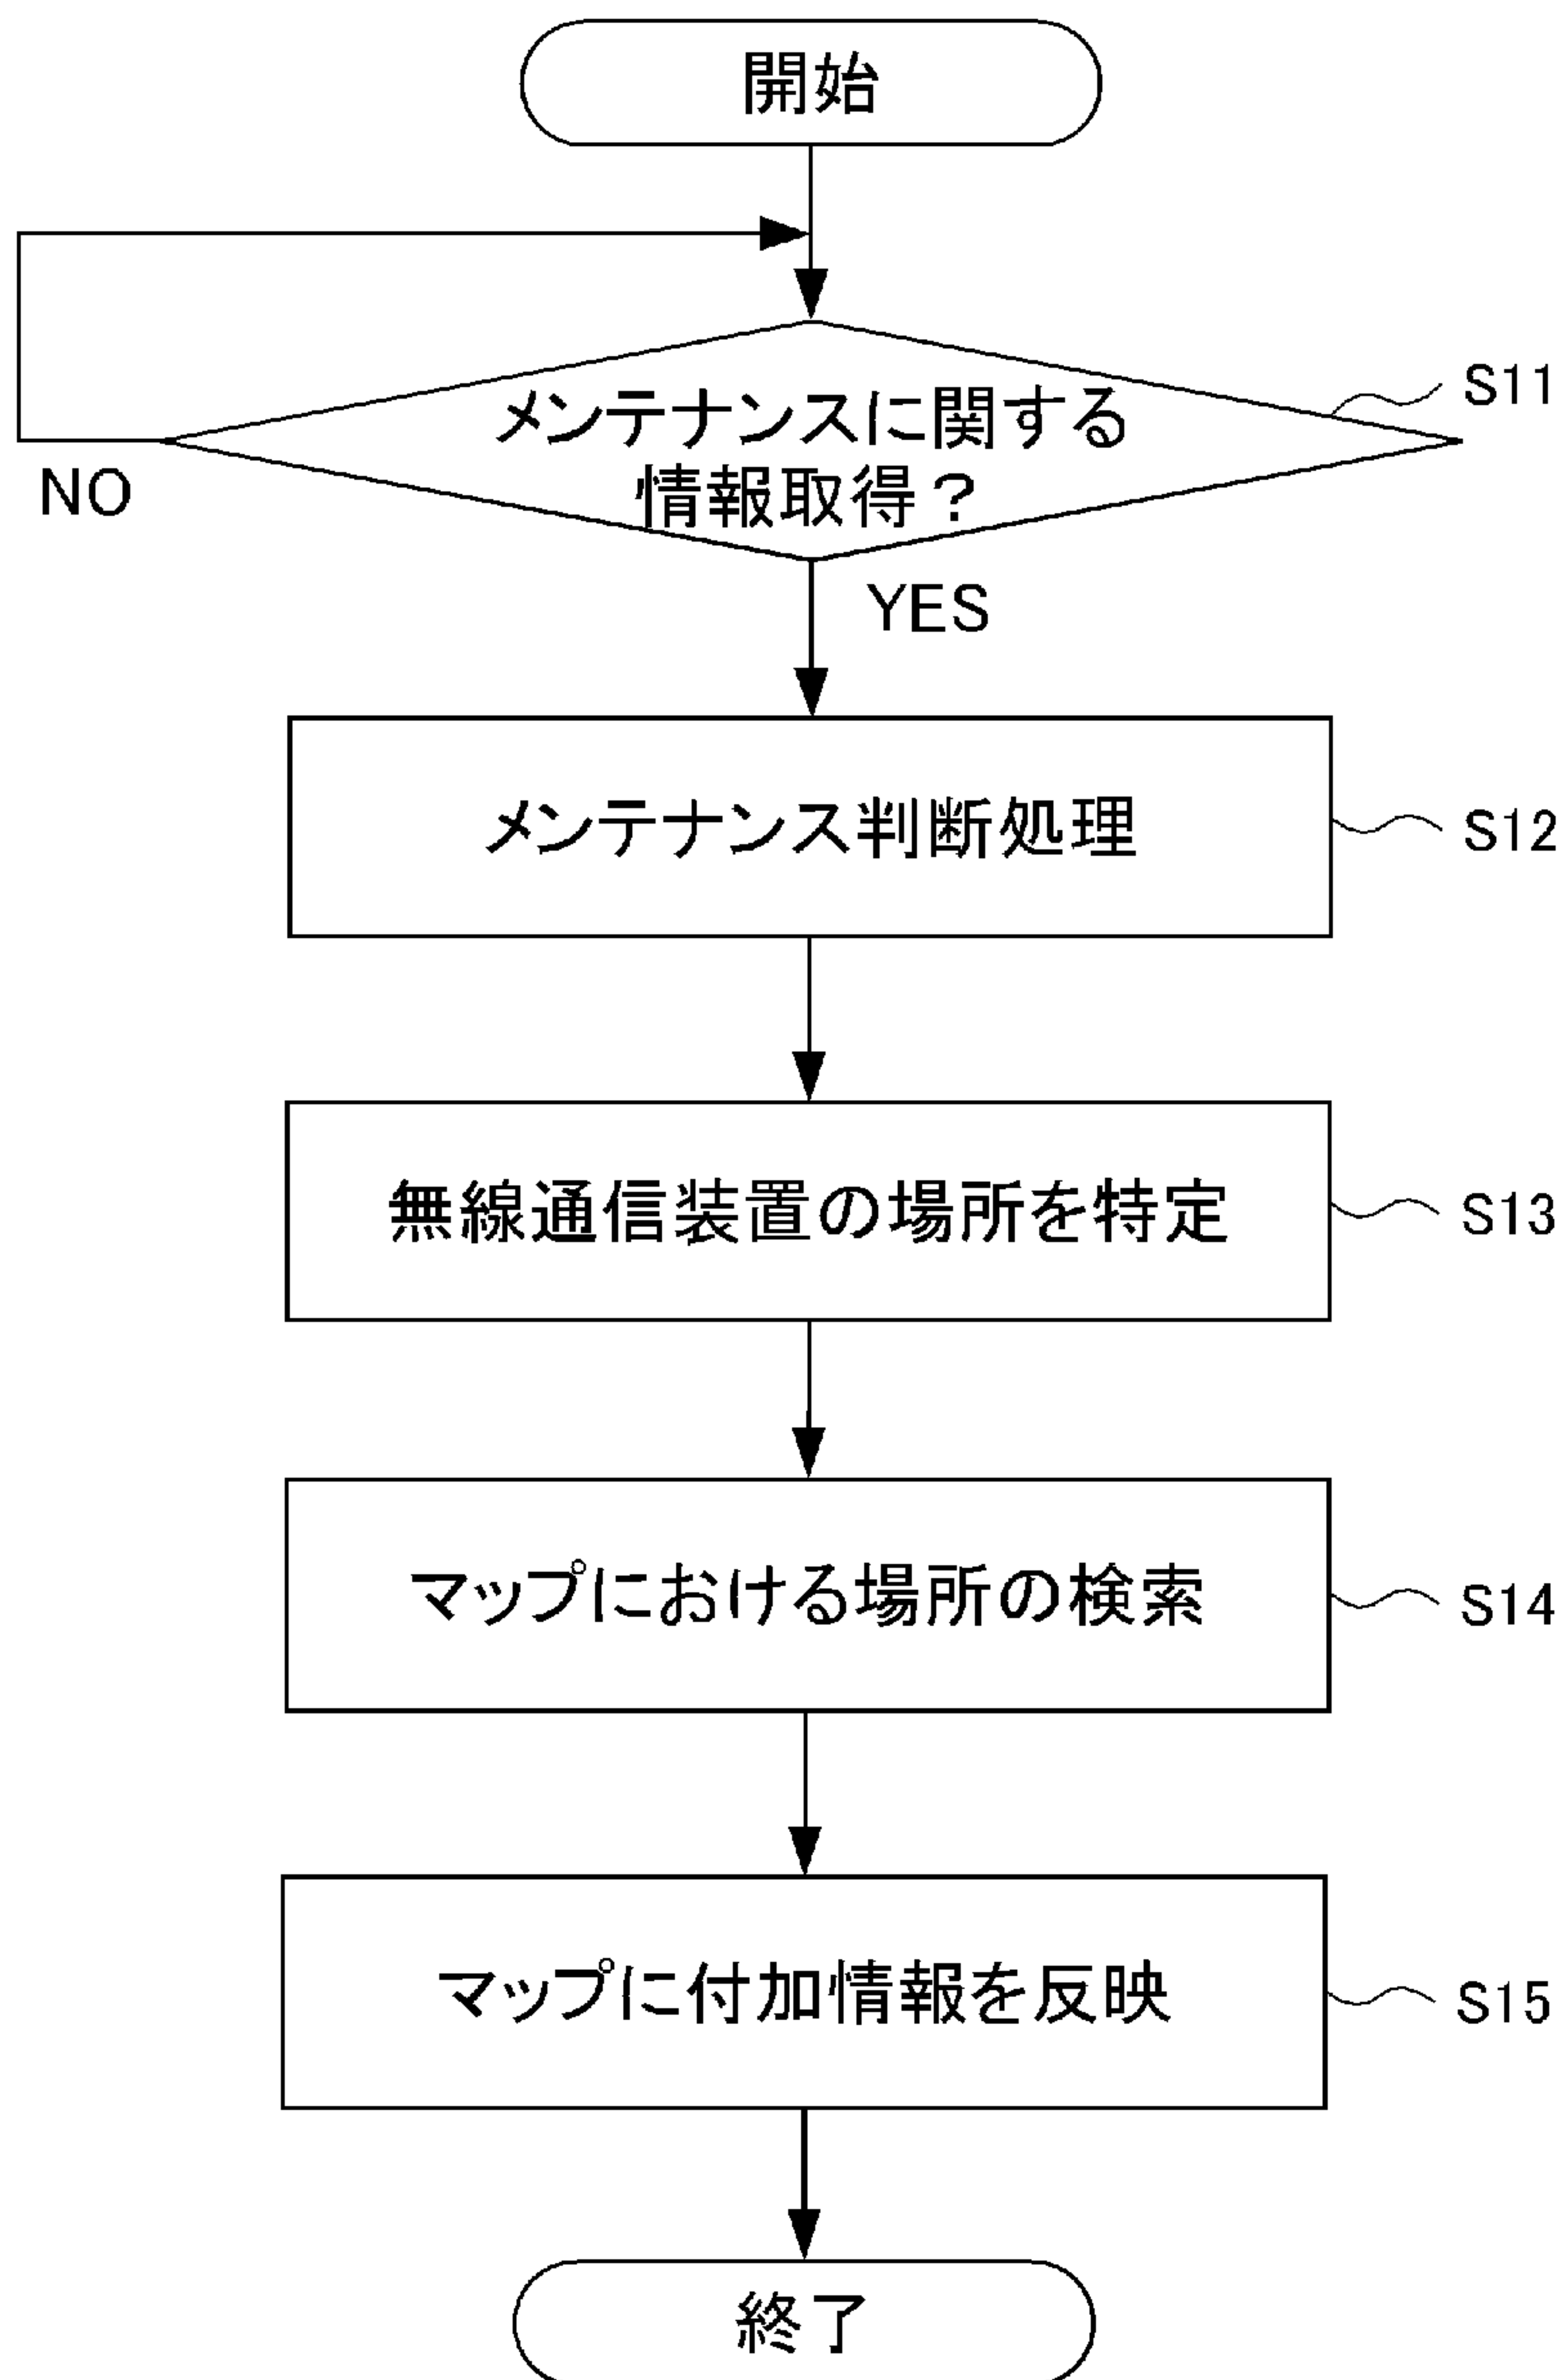 開始
メンテナンスに関する
情報取得？
S11
NO
YES
メンテナンス判断処理
S12
無線通信装置の場所を特定
S13
マップにおける場所の検索
S14
マップに付加情報を反映
S15
終了